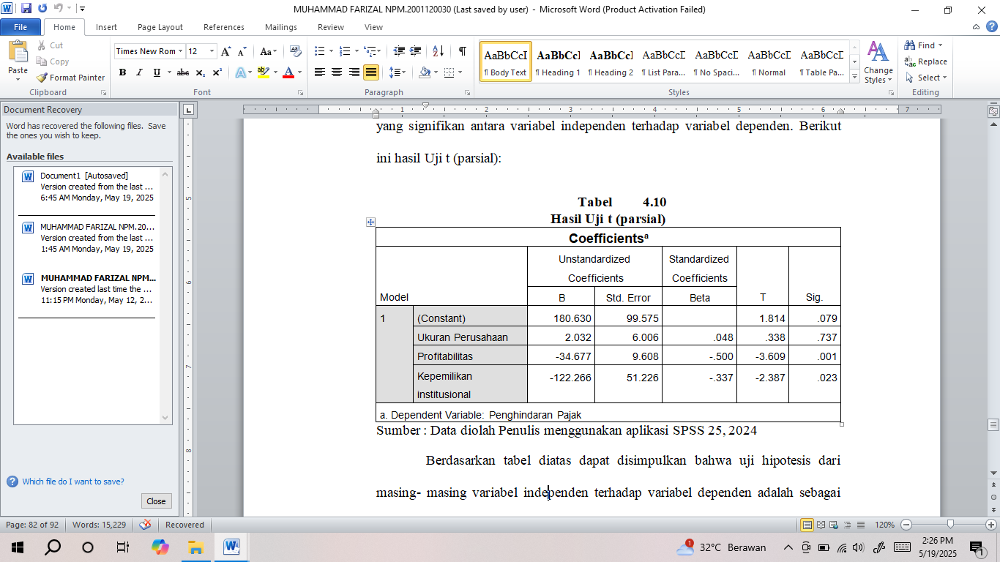 MUHAMMAD FARIZAL NPM.2001120030 (Last saved by user) - Microsoft Word (Product Activation Failed)
File Home Insert Page Layout References Mailings Review View
Paste
Cut
Copy
Format Painter
Clipboard
Times New Rom 12
Font
Paragraph
AaBbCcI AaBbCcI AaBbCcI AaBbCcI AaBbCcI AaBbCcI AaBbCcI
¶ Body Text ¶ Heading 1 ¶ Heading 2 ¶ List Para... ¶ No Spaci... ¶ Normal ¶ Table Pa...
Styles
Change Styles
Find
Replace
Select
Editing
Document Recovery
Word has recovered the following files. Save
the ones you wish to keep.
Available files
Document1 [Autosaved]
Version created from the last ...
6:45 AM Monday, May 19, 2025
MUHAMMAD FARIZAL NPM.20...
Version created from the last ...
1:45 AM Monday, May 19, 2025
MUHAMMAD FARIZAL NPM...
Version created last time the ...
11:15 PM Monday, May 12, 2...
Which file do I want to save?
Close
1 2 3 4 5 6 7
5
6
7
8
yang signifikan antara variabel independen terhadap variabel dependen. Berikut
ini hasil Uji t (parsial):
Tabel 4.10
Hasil Uji t (parsial)
Coefficientsa
Model
Unstandardized Coefficients
Standardized Coefficients
B Std. Error Beta T Sig.
1 (Constant) 180.630 99.575 1.814 .079
Ukuran Perusahaan 2.032 6.006 .048 .338 .737
Profitabilitas -34.677 9.608 -.500 -3.609 .001
Kepemilikan institusional -122.266 51.226 -.337 -2.387 .023
a. Dependent Variable: Penghindaran Pajak
Sumber : Data diolah Penulis menggunakan aplikasi SPSS 25, 2024
Berdasarkan tabel diatas dapat disimpulkan bahwa uji hipotesis dari
masing- masing variabel independen terhadap variabel dependen adalah sebagai
Page: 82 of 92 Words: 15,229 Recovered 120%
32°C Berawan
2:26 PM
5/19/2025